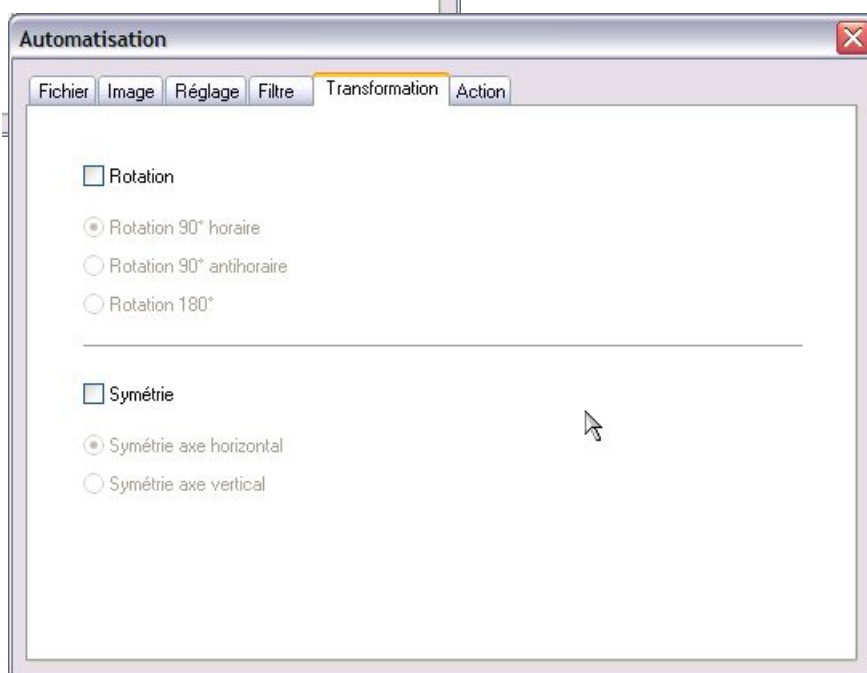 Automatisation
Fichier Image Réglage Filtre Transformation Action
Rotation
Rotation 90° horaire
Rotation 90° antihoraire
Rotation 180°
Symétrie
Symétrie axe horizontal
Symétrie axe vertical